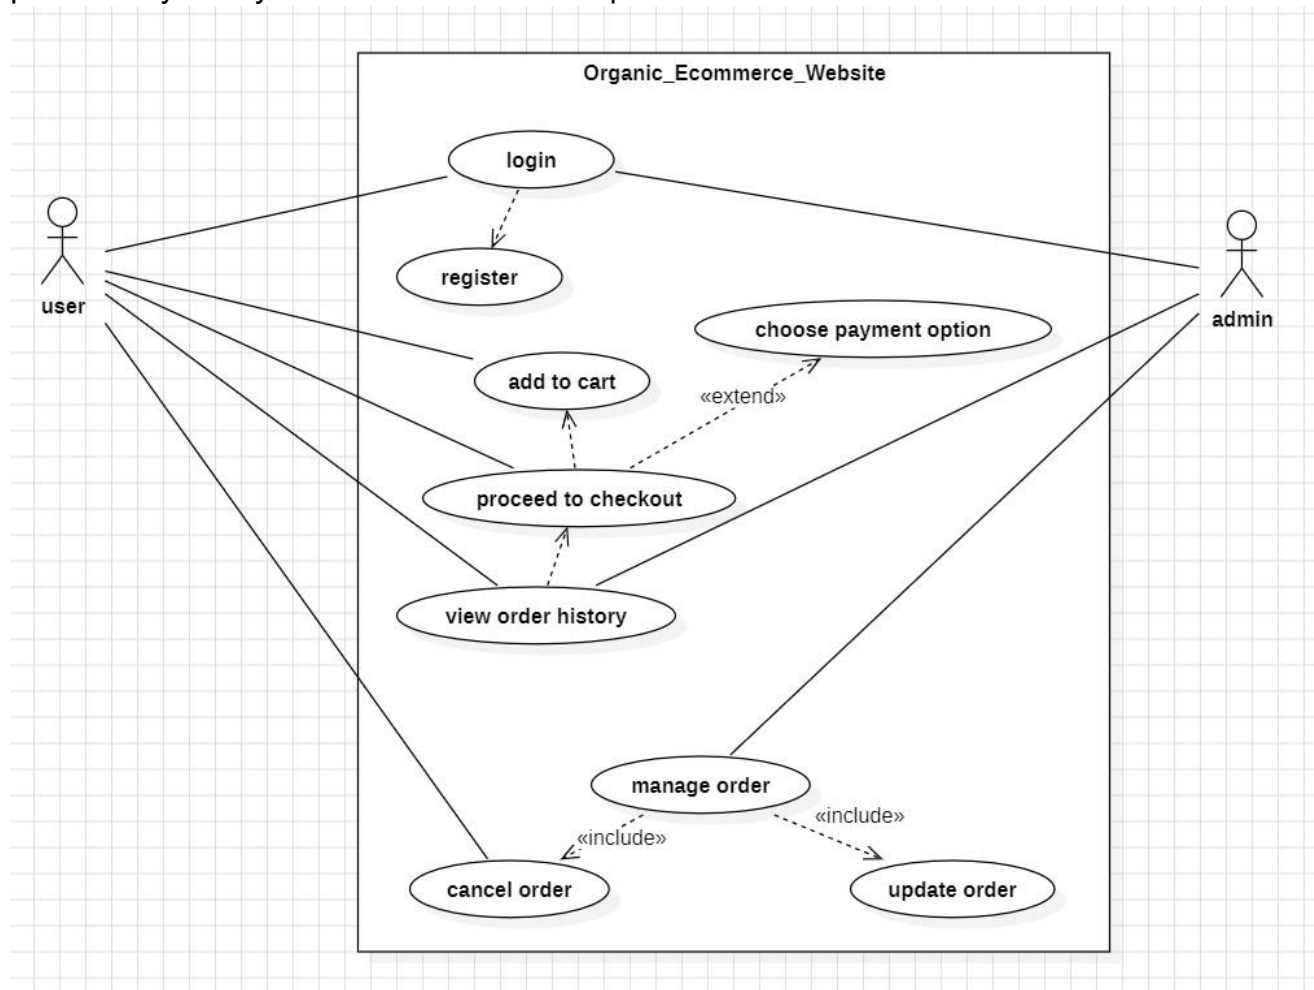 Organic_Ecommerce_Website
login
register
user
admin
choose payment option
add to cart
«extend»
proceed to checkout
view order history
manage order
«include»
«include»
cancel order
update order